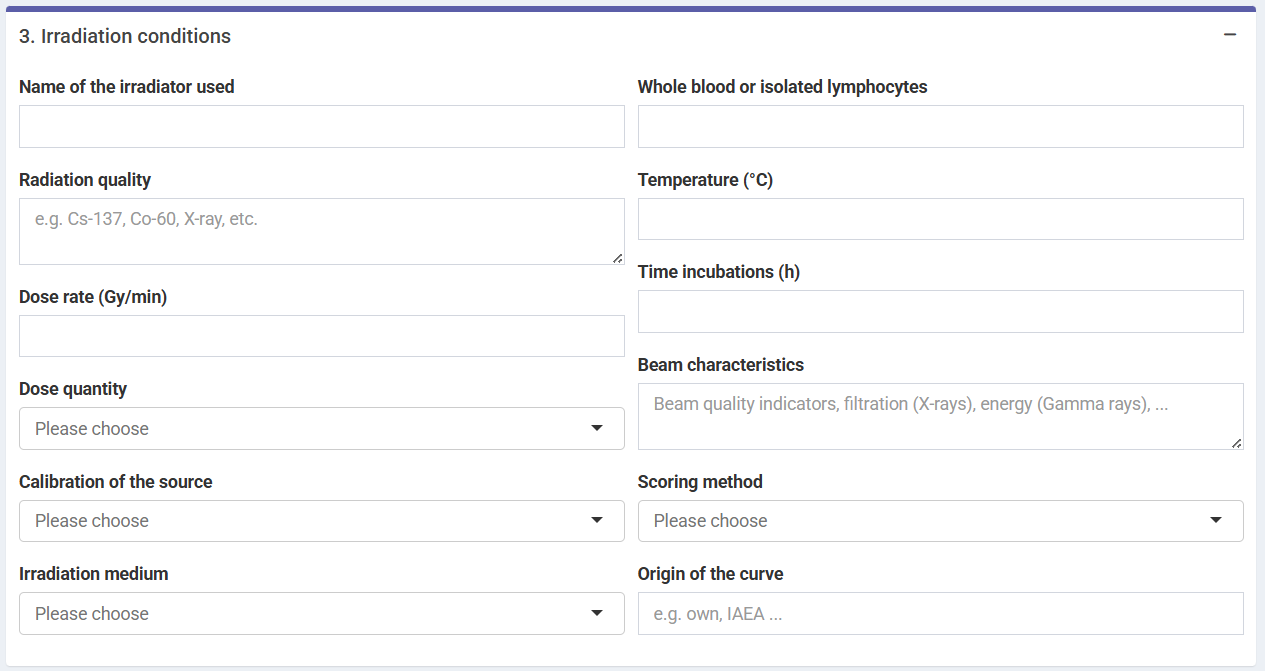 3. Irradiation conditions
Name of the irradiator used
Whole blood or isolated lymphocytes
Radiation quality
e.g. Cs-137, Co-60, X-ray, etc.
Temperature (°C)
Time incubations (h)
Dose rate (Gy/min)
Beam characteristics
Beam quality indicators, filtration (X-rays), energy (Gamma rays), ...
Dose quantity
Please choose
Calibration of the source
Please choose
Scoring method
Please choose
Irradiation medium
Please choose
Origin of the curve
e.g. own, IAEA ...